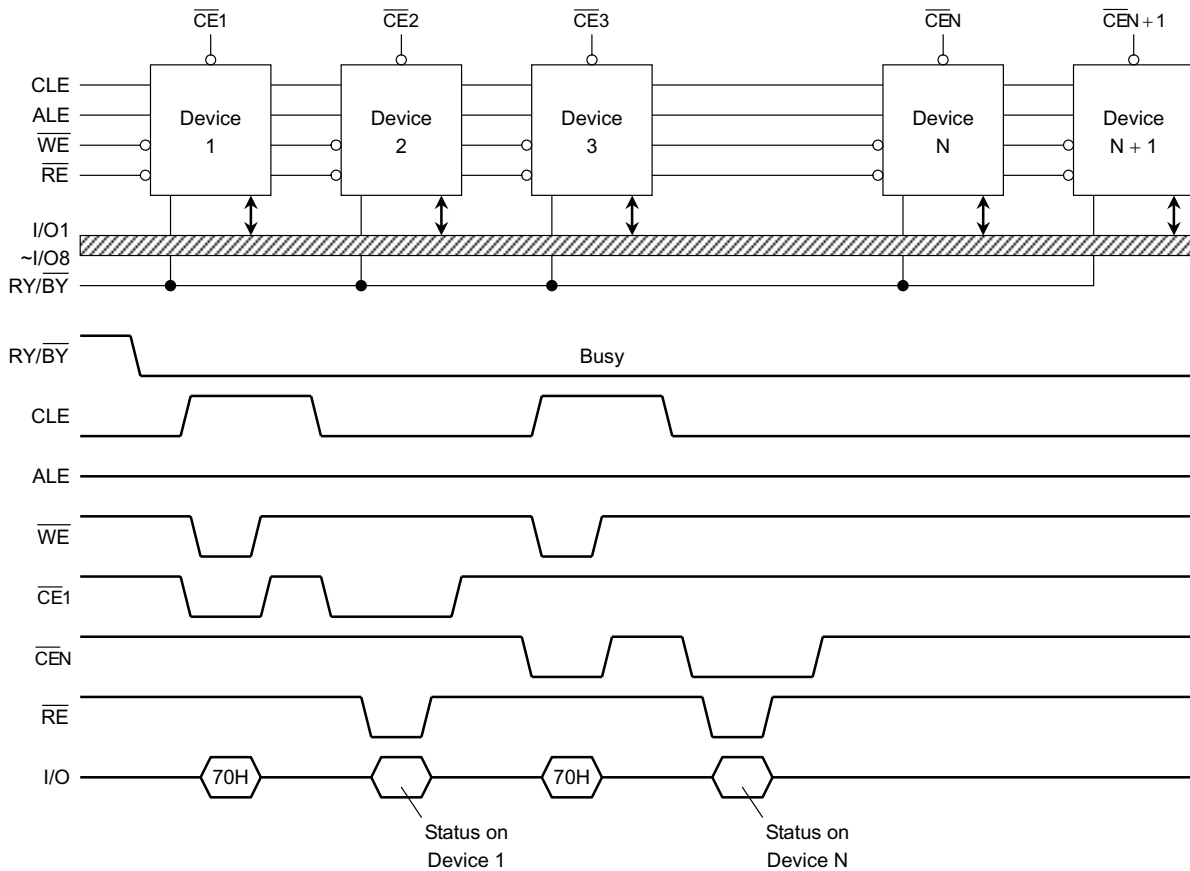 CE1 CE2 CE3 CEN CEN + 1
CLE
ALE
WE
RE
Device
1
Device
2
Device
3
Device
N
Device
N + 1
I/O1
~I/O8
RY/BY
RY/BY Busy
CLE
ALE
WE
CE1
CEN
RE
I/O 70H 70H
Status on
Device 1
Status on
Device N